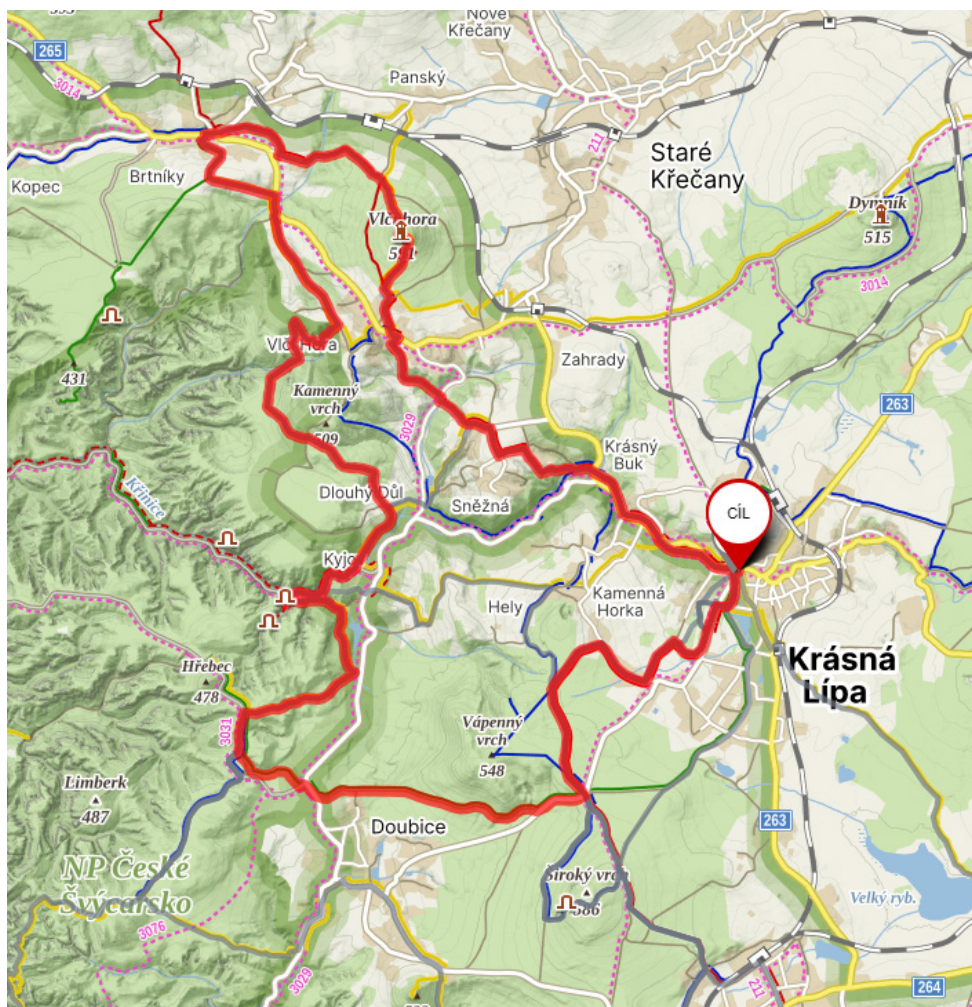 595
265
Nové
Křečany
Panský
3014
211
Staré
Křečany
Kopec
Brtníky
Dymník
515
Vlčí hora
591
3014
Vlčí Hora
Zahrady
431
Kamenný
vrch
509
3029
263
Krásný
Buk
Dlouhý Důl
Sněžná
Křinice
CÍL
Kyjov
Hely
Kamenná
Horka
Krásná
Lípa
Hřebec
478
3031
Vápenný
vrch
548
Limberk
487
Doubice
263
NP České
Švýcarsko
Široký vrch
586
Velký ryb.
3076
3029
211
264